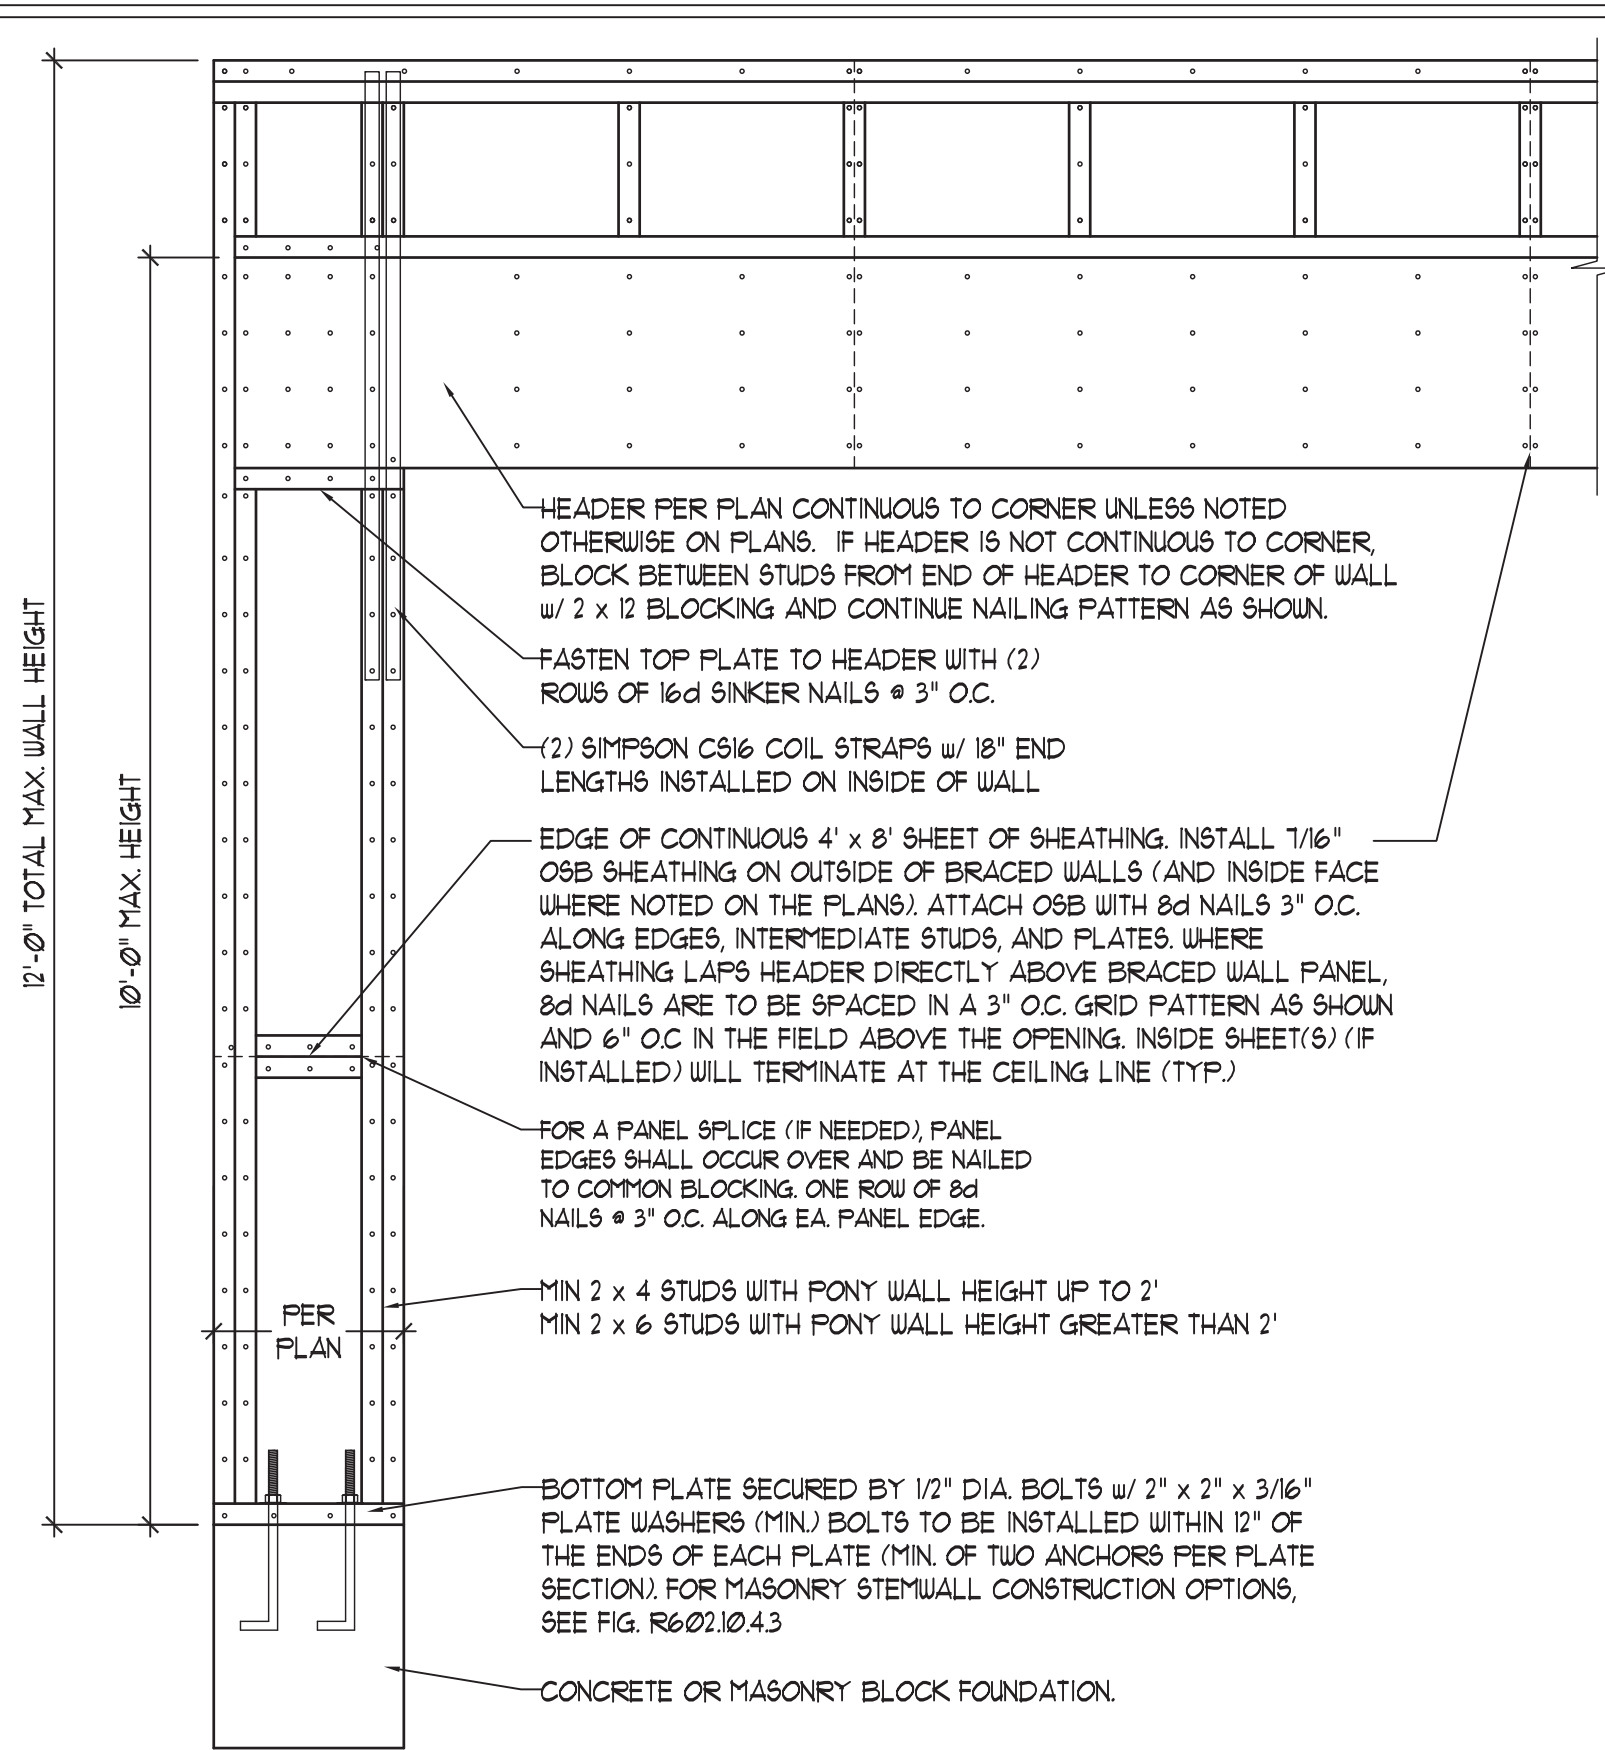 12'-0" TOTAL MAX. WALL HEIGHT
10'-0" MAX. HEIGHT
HEADER PER PLAN CONTINUOUS TO CORNER UNLESS NOTED
OTHERWISE ON PLANS. IF HEADER IS NOT CONTINUOUS TO CORNER,
BLOCK BETWEEN STUDS FROM END OF HEADER TO CORNER OF WALL
w/ 2 x 12 BLOCKING AND CONTINUE NAILING PATTERN AS SHOWN.
FASTEN TOP PLATE TO HEADER WITH (2)
ROWS OF 16d SINKER NAILS @ 3" O.C.
(2) SIMPSON CS16 COIL STRAPS w/ 18" END
LENGTHS INSTALLED ON INSIDE OF WALL
EDGE OF CONTINUOUS 4' x 8' SHEET OF SHEATHING. INSTALL 7/16"
OSB SHEATHING ON OUTSIDE OF BRACED WALLS (AND INSIDE FACE
WHERE NOTED ON THE PLANS). ATTACH OSB WITH 8d NAILS 3" O.C.
ALONG EDGES, INTERMEDIATE STUDS, AND PLATES. WHERE
SHEATHING LAPS HEADER DIRECTLY ABOVE BRACED WALL PANEL,
8d NAILS ARE TO BE SPACED IN A 3" O.C. GRID PATTERN AS SHOWN
AND 6" O.C IN THE FIELD ABOVE THE OPENING. INSIDE SHEET(S) (IF
INSTALLED) WILL TERMINATE AT THE CEILING LINE (TYP.)
FOR A PANEL SPLICE (IF NEEDED), PANEL
EDGES SHALL OCCUR OVER AND BE NAILED
TO COMMON BLOCKING. ONE ROW OF 8d
NAILS @ 3" O.C. ALONG EA. PANEL EDGE.
MIN 2 x 4 STUDS WITH PONY WALL HEIGHT UP TO 2'
MIN 2 x 6 STUDS WITH PONY WALL HEIGHT GREATER THAN 2'
PER
PLAN
BOTTOM PLATE SECURED BY 1/2" DIA. BOLTS w/ 2" x 2" x 3/16"
PLATE WASHERS (MIN.) BOLTS TO BE INSTALLED WITHIN 12" OF
THE ENDS OF EACH PLATE (MIN. OF TWO ANCHORS PER PLATE
SECTION). FOR MASONRY STEMWALL CONSTRUCTION OPTIONS,
SEE FIG. R602.10.4.3
CONCRETE OR MASONRY BLOCK FOUNDATION.